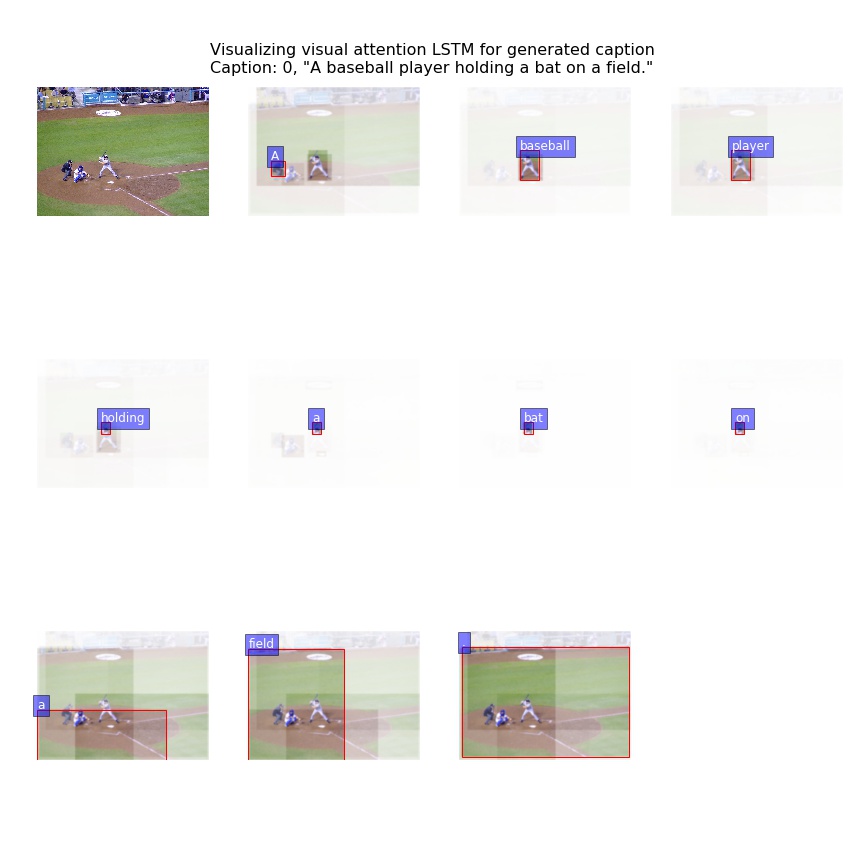 Visualizing visual attention LSTM for generated caption
Caption: 0, "A baseball player holding a bat on a field."
A
baseball
player
holding
a
bat
on
a
field